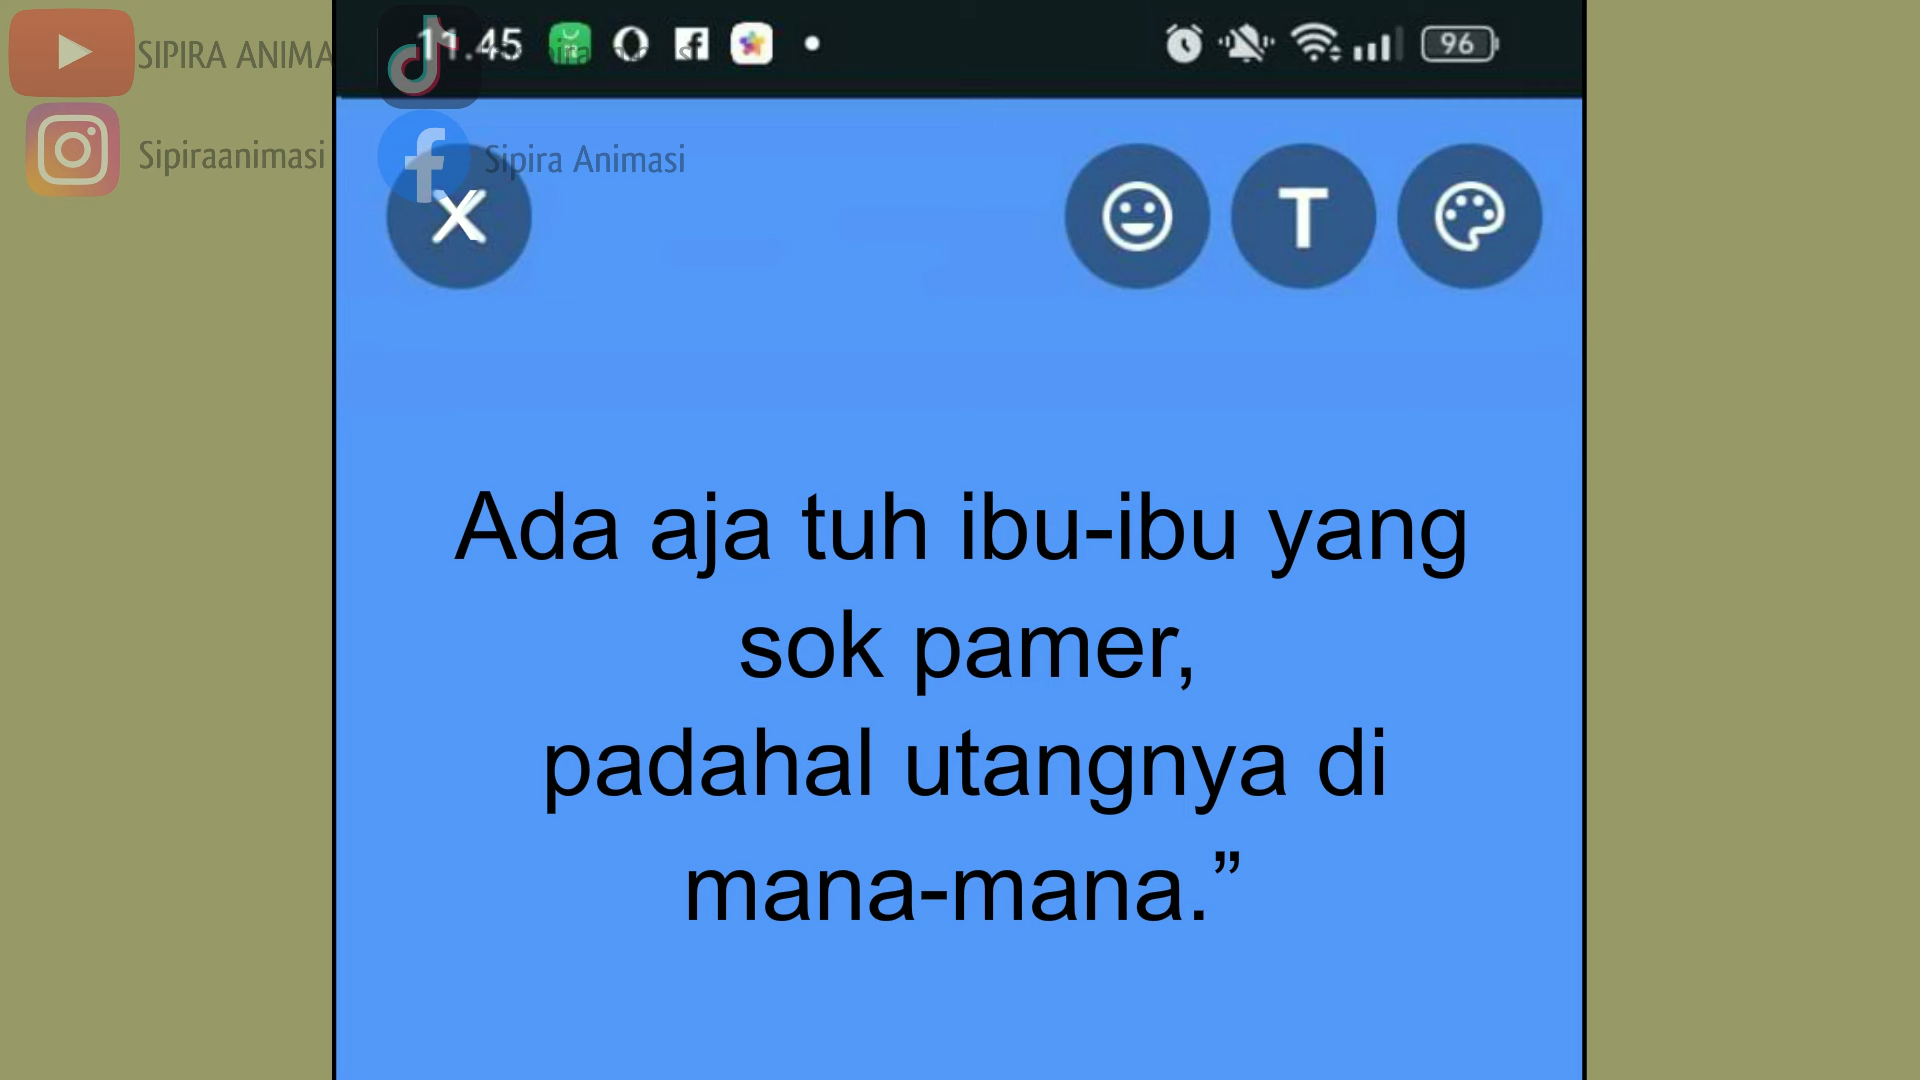 SIPIRA ANIMA
11.45
96
Sipiraanimasi
Sipira Animasi
T
Ada aja tuh ibu-ibu yang
sok pamer,
padahal utangnya di
mana-mana.”